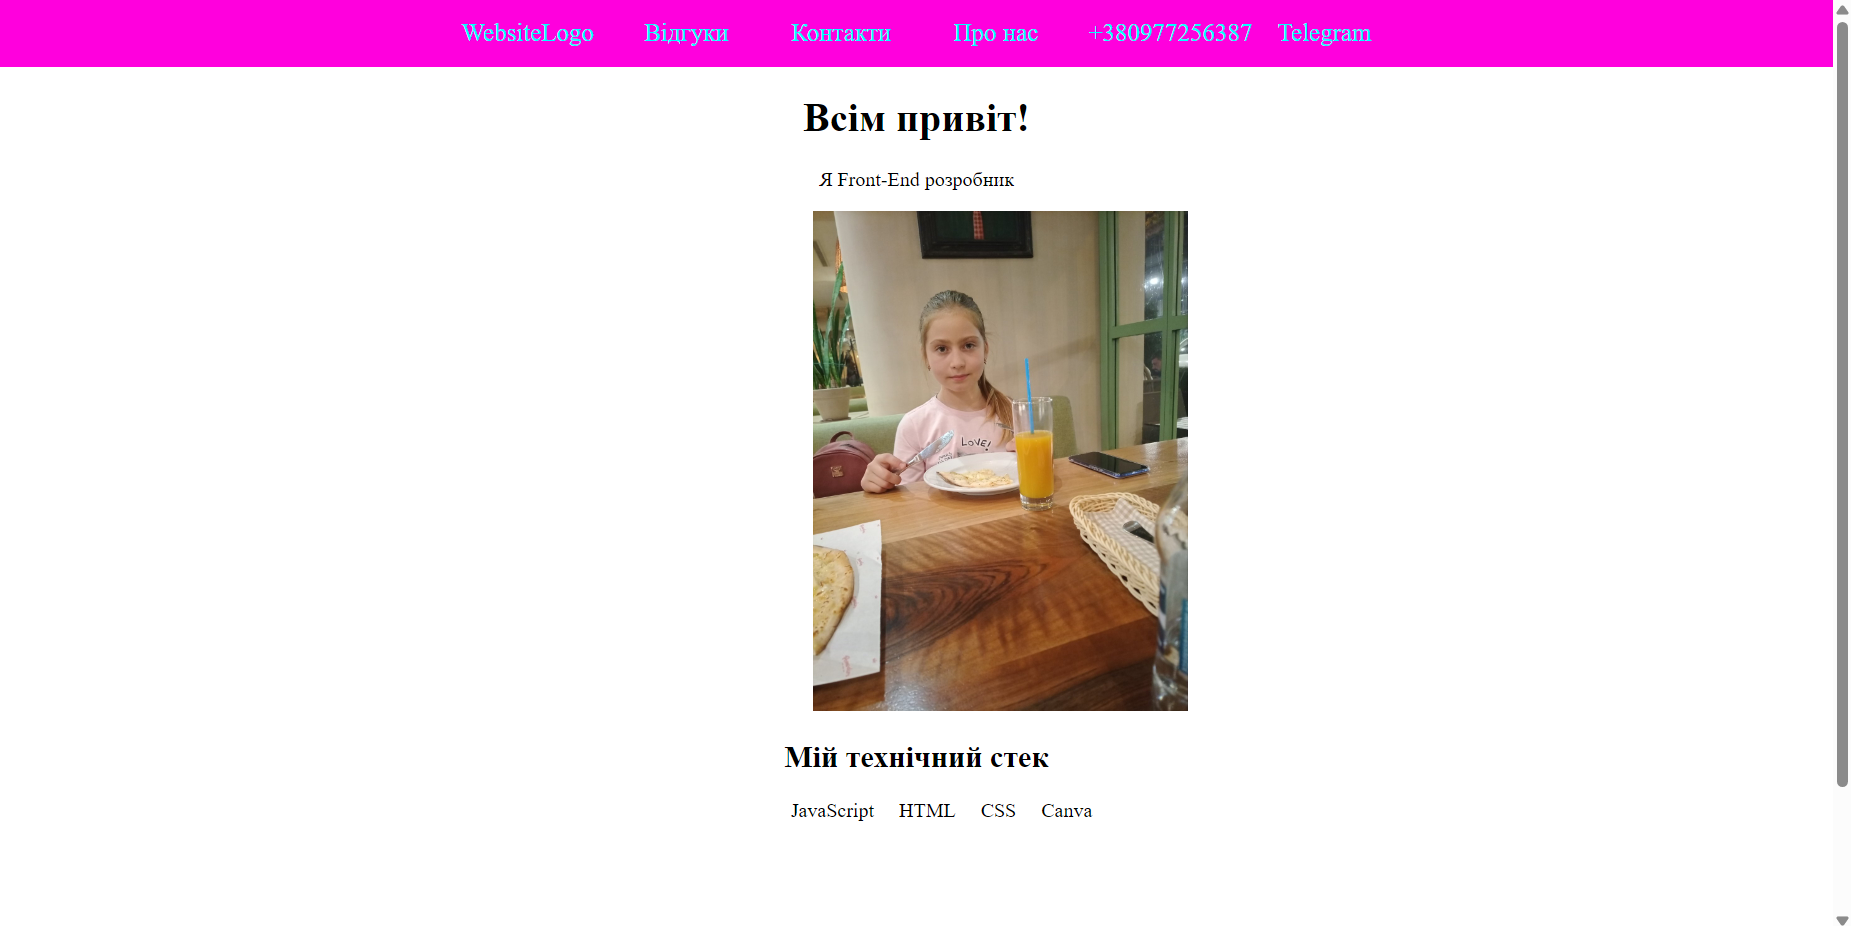 WebsiteLogo Відгуки Контакти Про нас +380977256387 Telegram
Всім привіт!
Я Front-End розробник
LOVE!
Мій технічний стек
JavaScript HTML CSS Canva